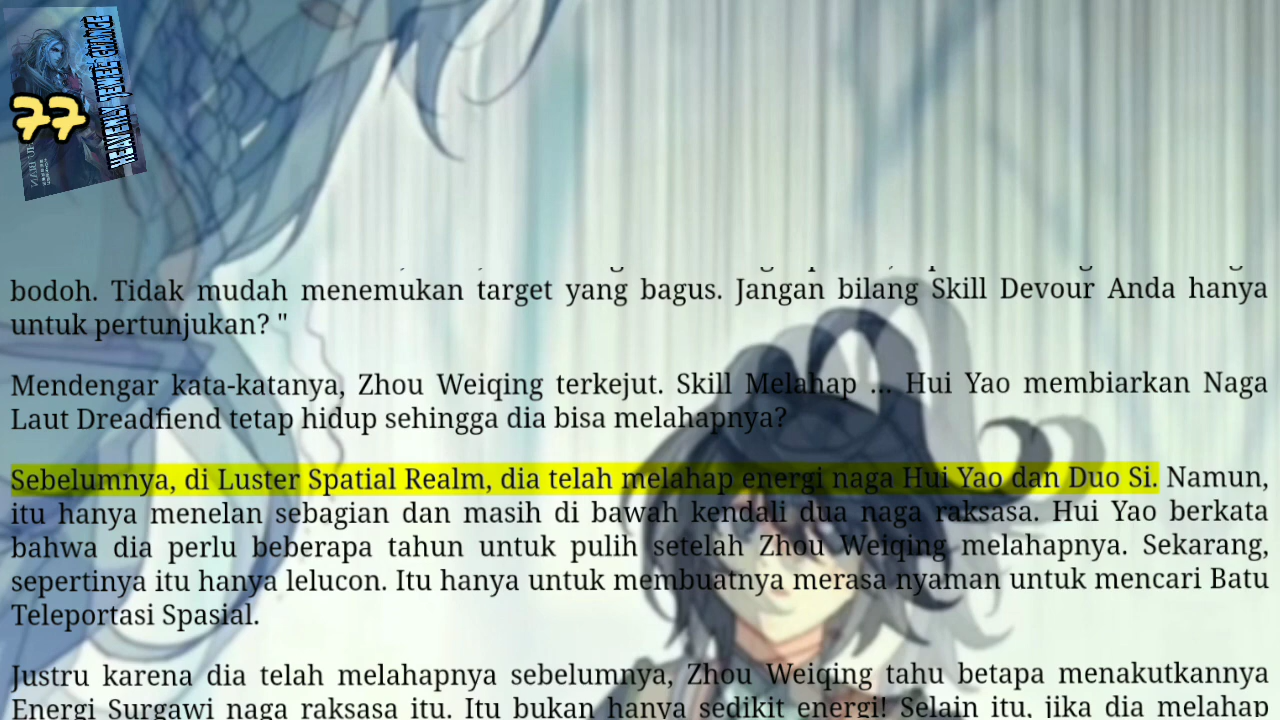 HEAVENLY JEWEL CHANGE
77
bodoh. Tidak mudah menemukan target yang bagus. Jangan bilang Skill Devour Anda hanya
untuk pertunjukan? "
Mendengar kata-katanya, Zhou Weiqing terkejut. Skill Melahap ... Hui Yao membiarkan Naga
Laut Dreadfiend tetap hidup sehingga dia bisa melahapnya?
Sebelumnya, di Luster Spatial Realm, dia telah melahap energi naga Hui Yao dan Duo Si. Namun,
itu hanya menelan sebagian dan masih di bawah kendali dua naga raksasa. Hui Yao berkata
bahwa dia perlu beberapa tahun untuk pulih setelah Zhou Weiqing melahapnya. Sekarang,
sepertinya itu hanya lelucon. Itu hanya untuk membuatnya merasa nyaman untuk mencari Batu
Teleportasi Spasial.
Justru karena dia telah melahapnya sebelumnya, Zhou Weiqing tahu betapa menakutkannya
Energi Surgawi naga raksasa itu. Itu bukan hanya sedikit energi! Selain itu, jika dia melahap